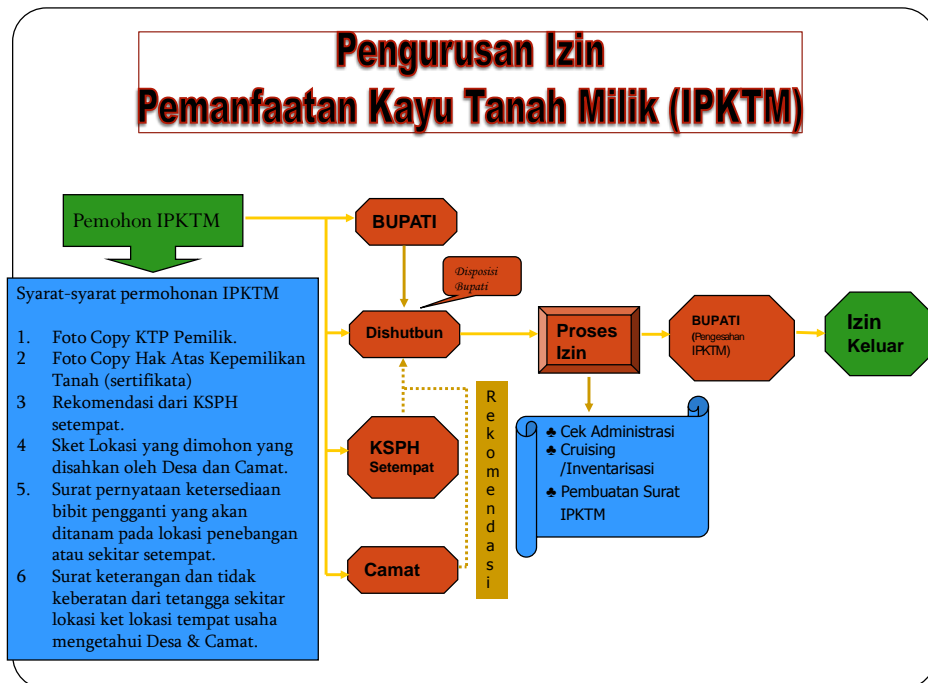 Pengurusan Izin
Pemanfaatan Kayu Tanah Milik (IPKTM)
Pemohon IPKTM
Syarat-syarat permohonan IPKTM
1. Foto Copy KTP Pemilik.
2 Foto Copy Hak Atas Kepemilikan
Tanah (sertifikata)
3 Rekomendasi dari KSPH
setempat.
4 Sket Lokasi yang dimohon yang
disahkan oleh Desa dan Camat.
5. Surat pernyataan ketersediaan
bibit pengganti yang akan
ditanam pada lokasi penebangan
atau sekitar setempat.
6 Surat keterangan dan tidak
keberatan dari tetangga sekitar
lokasi ket lokasi tempat usaha
mengetahui Desa & Camat.
BUPATI
Disposisi
Bupati
Dishutbun
KSPH
Setempat
Camat
Rekomendasi
Proses
Izin
♣ Cek Administrasi
♣ Cruising
/Inventarisasi
♣ Pembuatan Surat
IPKTM
BUPATI
(Pengesahan
IPKTM)
Izin
Keluar